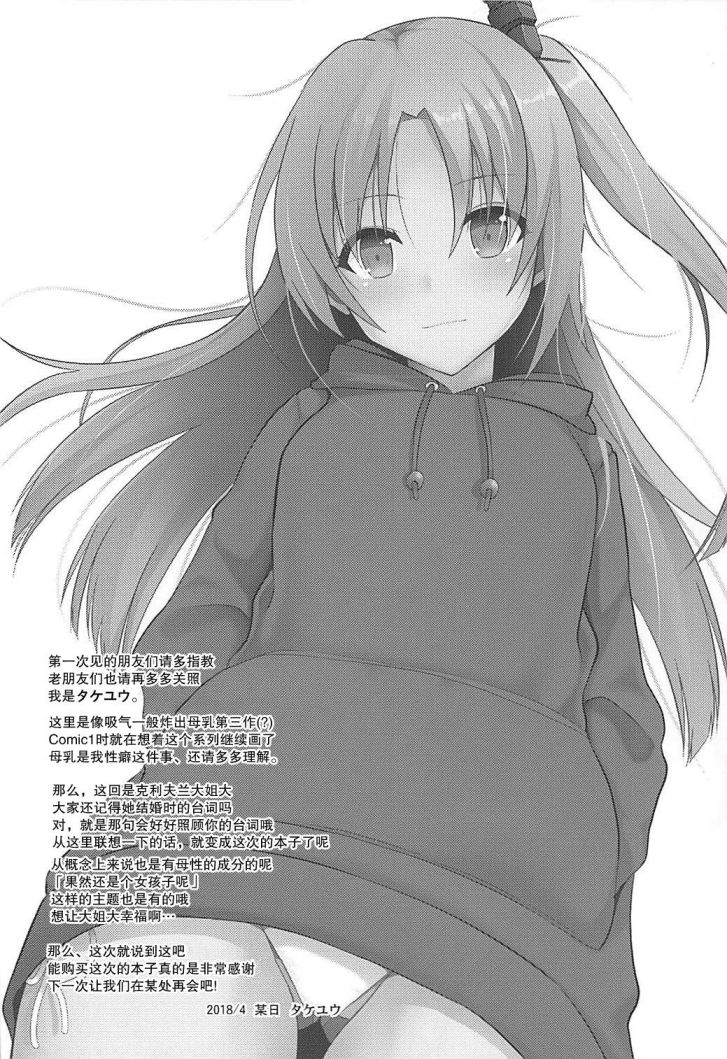 第一次见的朋友们请多指教
老朋友们也请再多多关照
我是タケユウ。
这里是像吸气一般炸出母乳第三作(?)
Comic1时就在想着这个系列继续画了
母乳是我性癖这件事、还请多多理解。
那么，这回是克利夫兰大姐大
大家还记得她结婚时的台词吗
对，就是那句会好好照顾你的台词哦
从这里联想一下的话，就变成这次的本子了呢
从概念上来说也是有母性的成分的呢
「果然还是个女孩子呢」
这样的主题也是有的哦
想让大姐大幸福啊…
那么、这次就说到这吧
能购买这次的本子真的是非常感谢
下一次让我们在某处再会吧!
2018/4 某日 タケユウ